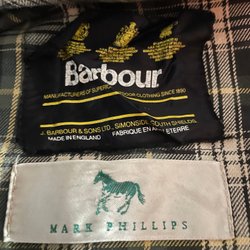 Barbour
MANUFACTURERS OF SUPERIOR OUTDOOR CLOTHING SINCE 1890
J. BARBOUR & SONS LTD., SIMONSIDE, SOUTH SHIELDS,
MADE IN ENGLAND FABRIQUE EN ANGLETERRE
MARK PHILLIPS